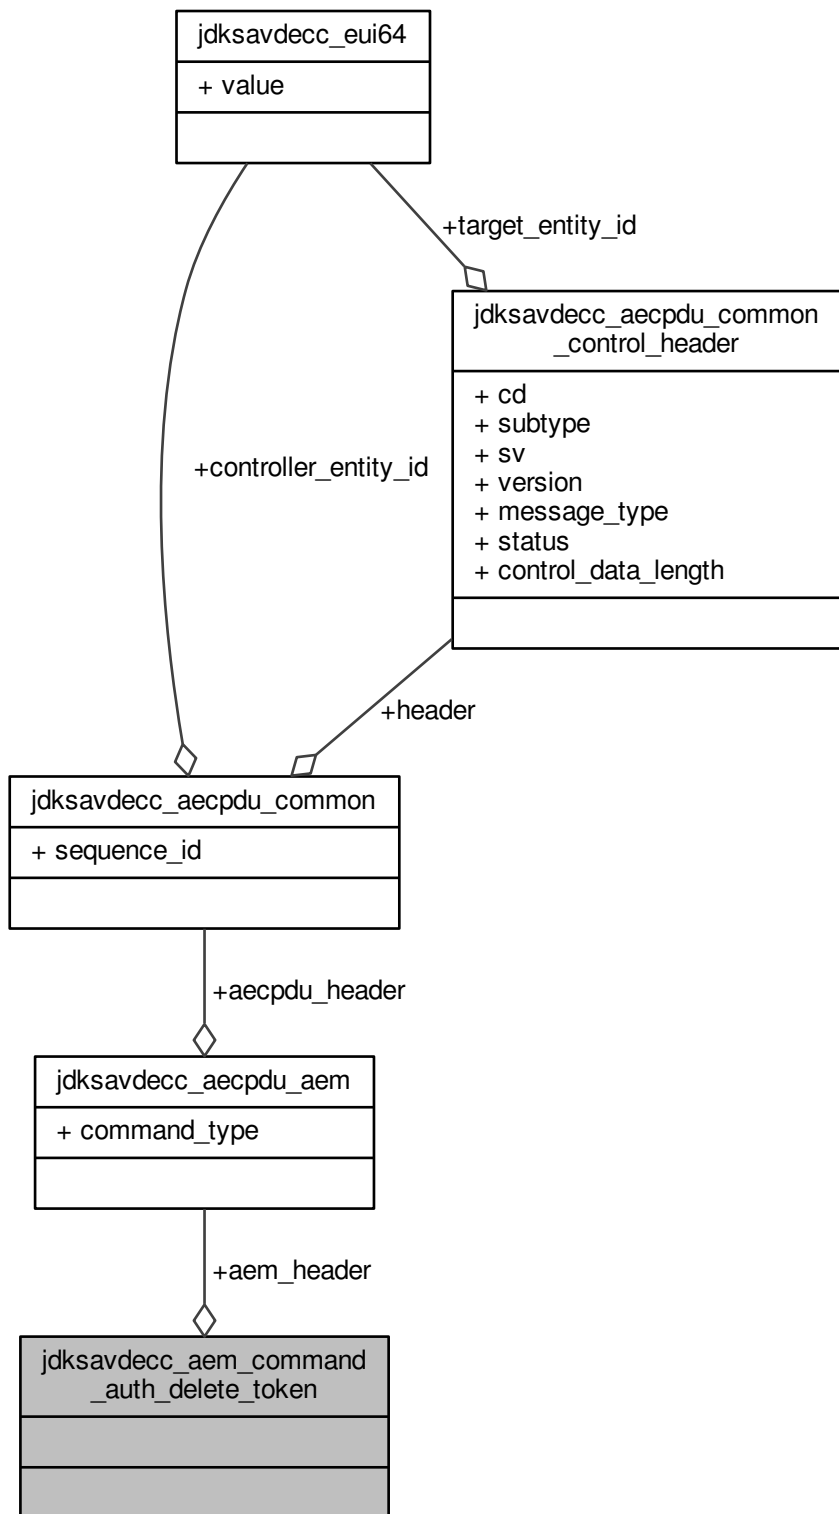 jdksavdecc_eui64
+ value
+target_entity_id
jdksavdecc_aecpdu_common
_control_header
+ cd
+ subtype
+ sv
+ version
+ message_type
+ status
+ control_data_length
+controller_entity_id
+header
jdksavdecc_aecpdu_common
+ sequence_id
+aecpdu_header
jdksavdecc_aecpdu_aem
+ command_type
+aem_header
jdksavdecc_aem_command
_auth_delete_token